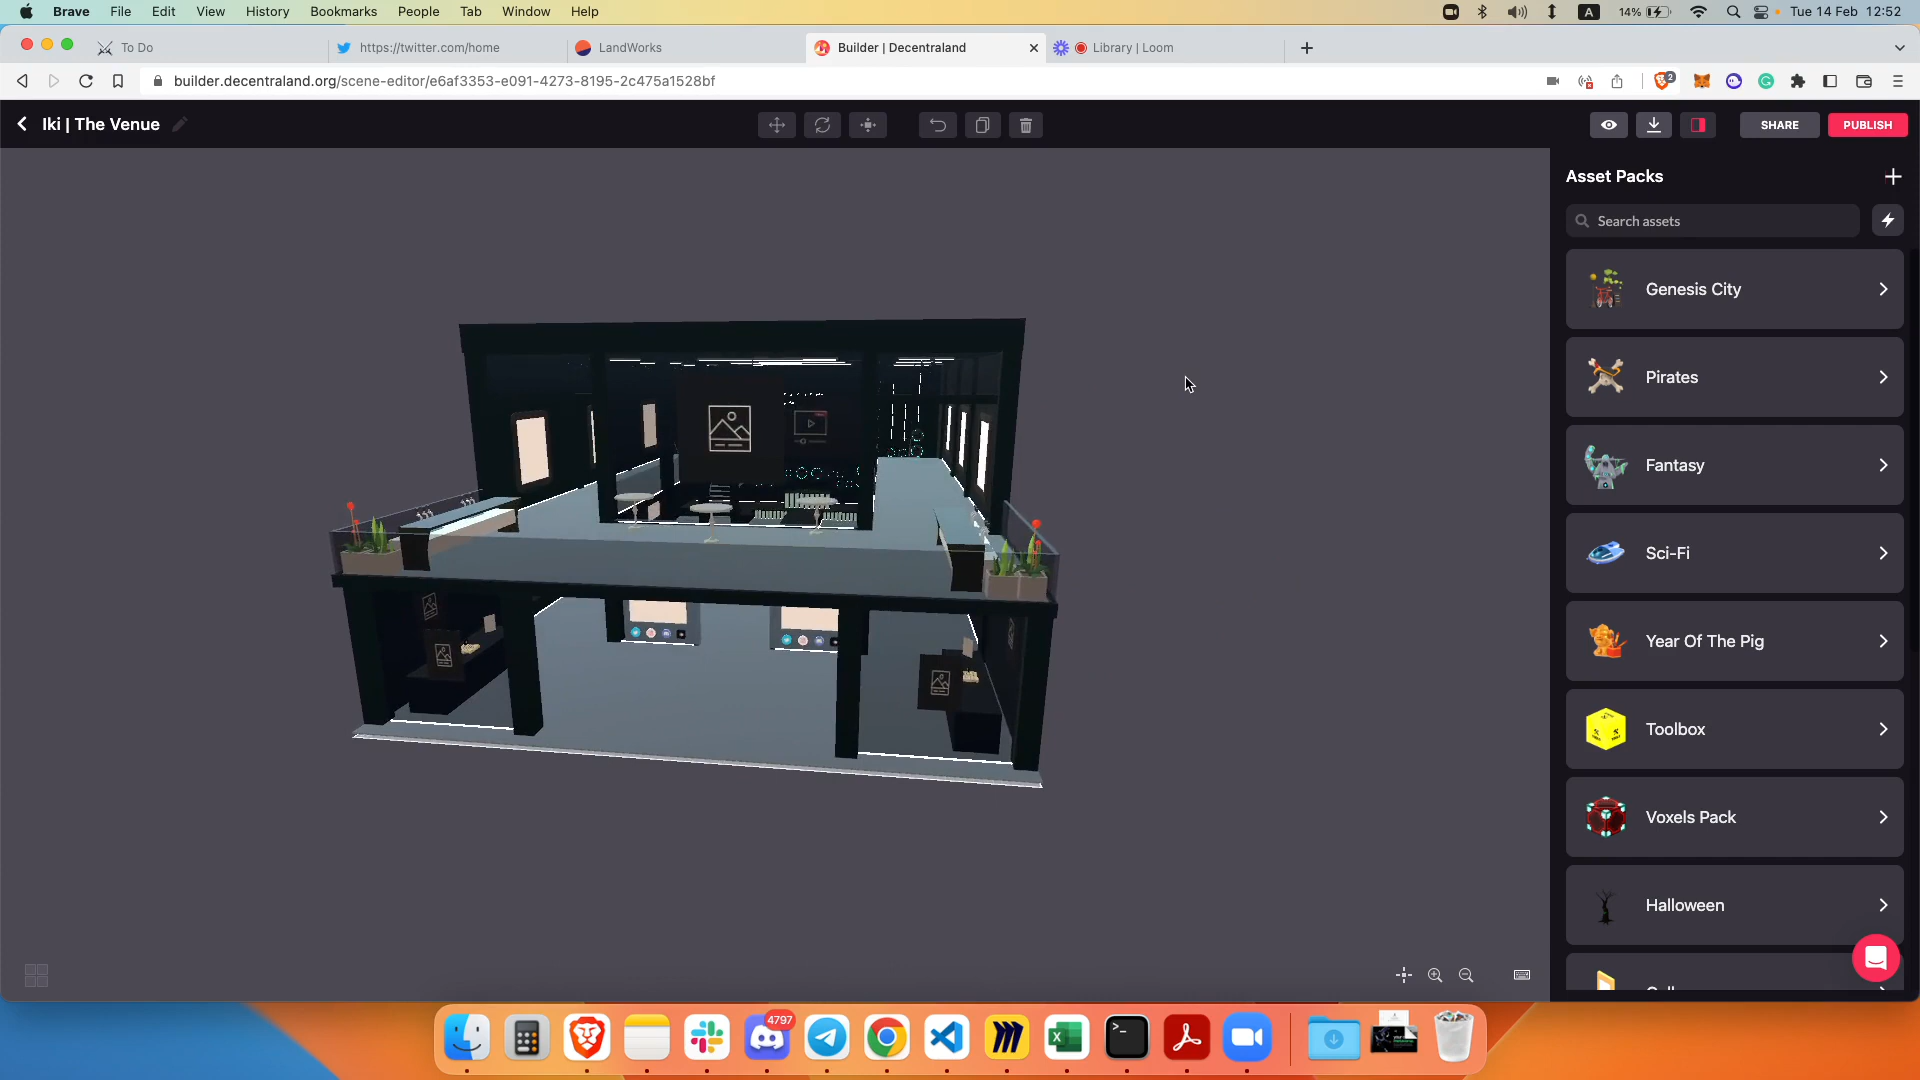 Brave File Edit View History Bookmarks People Tab Window Help
A 14% Tue 14 Feb 12:52
To Do
https://twitter.com/home
LandWorks
Builder | Decentraland
Library | Loom
builder.decentraland.org/scene-editor/e6af3353-e091-4273-8195-2c475a1528bf
2
Iki | The Venue
SHARE
PUBLISH
Asset Packs
Search assets
Genesis City
Pirates
Fantasy
Sci-Fi
Year Of The Pig
Toolbox
Voxels Pack
Halloween
4797